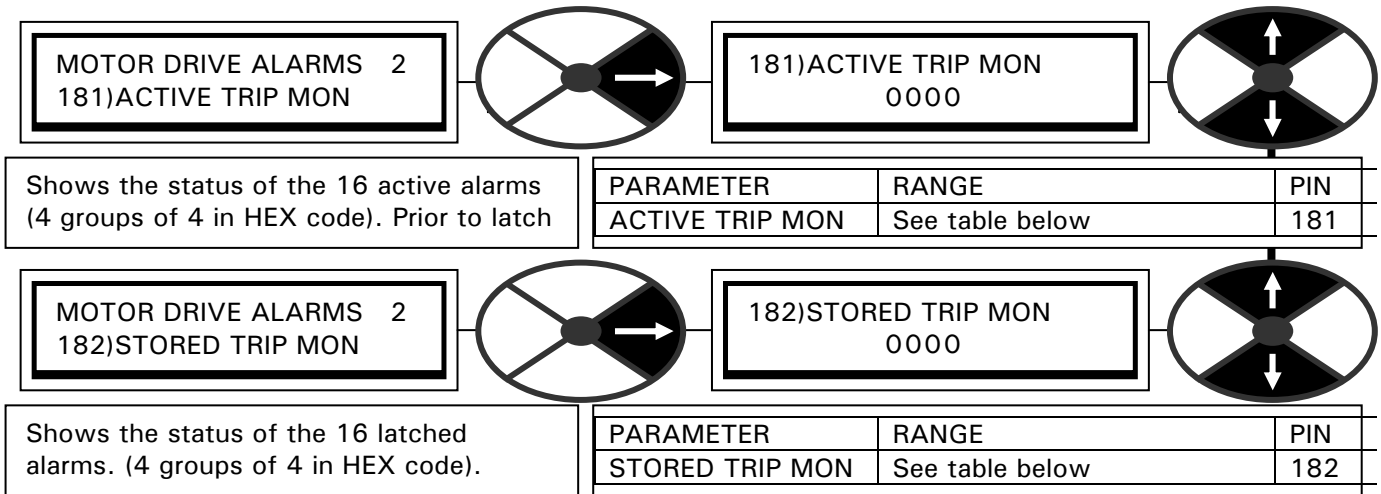 MOTOR DRIVE ALARMS 2
181)ACTIVE TRIP MON
181)ACTIVE TRIP MON
0000
Shows the status of the 16 active alarms
(4 groups of 4 in HEX code). Prior to latch
PARAMETER RANGE PIN
ACTIVE TRIP MON See table below 181
MOTOR DRIVE ALARMS 2
182)STORED TRIP MON
182)STORED TRIP MON
0000
Shows the status of the 16 latched
alarms. (4 groups of 4 in HEX code).
PARAMETER RANGE PIN
STORED TRIP MON See table below 182